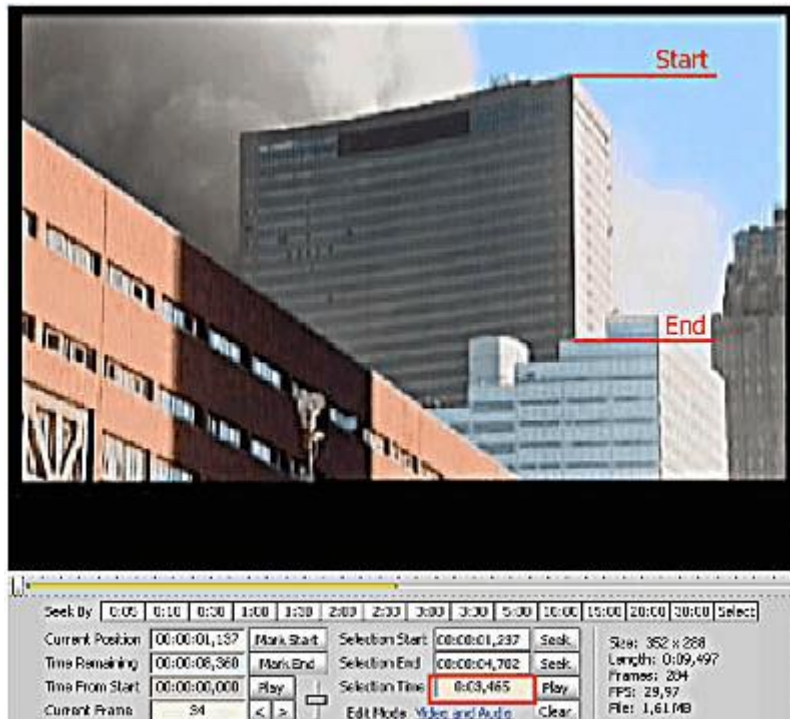 Start
End
Seek By 0:05 0:10 0:30 1:00 1:30 2:00 2:30 3:00 3:30 5:00 10:00 15:00 20:00 30:00 Select
Current Position 00:00:01,137 Mark Start Selection Start 00:00:01,237 Seek
Time Remaining 00:00:08,360 Mark End Selection End 00:00:04,702 Seek
Time From Start 00:00:00,000 Play Selection Time 0:03,465 Play
Current Frame 34 < > Edit Mode Video and Audio Clear
Size: 352 x 288
Length: 0:09,497
Frames: 284
FPS: 29,97
File: 1,61MB